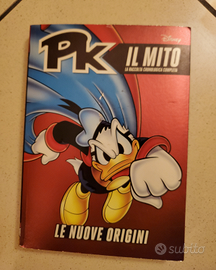 PK
Disney
IL MITO
LA RACCOLTA CRONOLOGICA COMPLETA
LE NUOVE ORIGINI
subito